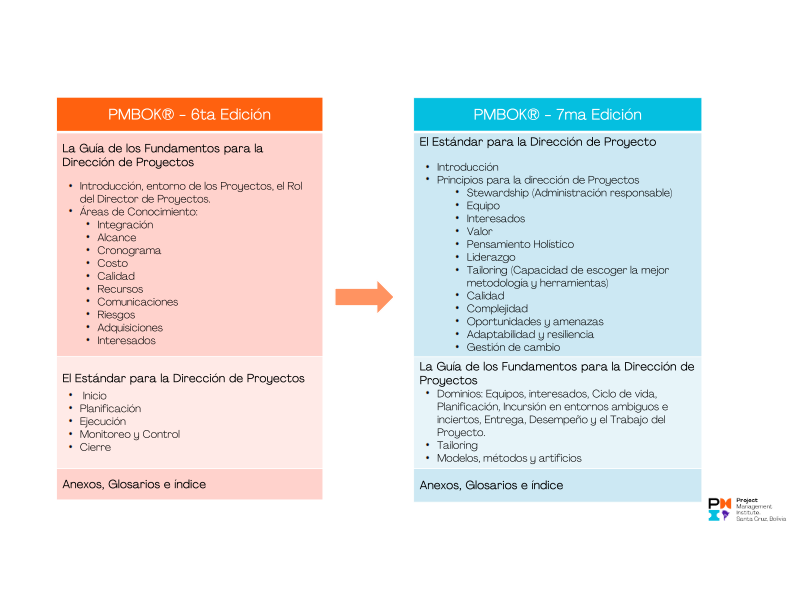 PMBOK® - 6ta Edición
La Guía de los Fundamentos para la
Dirección de Proyectos
• Introducción, entorno de los Proyectos, el Rol
del Director de Proyectos.
• Áreas de Conocimiento:
• Integración
• Alcance
• Cronograma
• Costo
• Calidad
• Recursos
• Comunicaciones
• Riesgos
• Adquisiciones
• Interesados
El Estándar para la Dirección de Proyectos
• Inicio
• Planificación
• Ejecución
• Monitoreo y Control
• Cierre
Anexos, Glosarios e índice
PMBOK® - 7ma Edición
El Estándar para la Dirección de Proyecto
• Introducción
• Principios para la dirección de Proyectos
• Stewardship (Administración responsable)
• Equipo
• Interesados
• Valor
• Pensamiento Holistico
• Liderazgo
• Tailoring (Capacidad de escoger la mejor
metodología y herramientas)
• Calidad
• Complejidad
• Oportunidades y amenazas
• Adaptabilidad y resiliencia
• Gestión de cambio
La Guía de los Fundamentos para la Dirección de
Proyectos
• Dominios: Equipos, interesados, Ciclo de vida,
Planificación, Incursión en entornos ambiguos e
inciertos, Entrega, Desempeño y el Trabajo del
Proyecto.
• Tailoring
• Modelos, métodos y artificios
Anexos, Glosarios e índice
Project
Management
Institute.
Santa Cruz, Bolivia